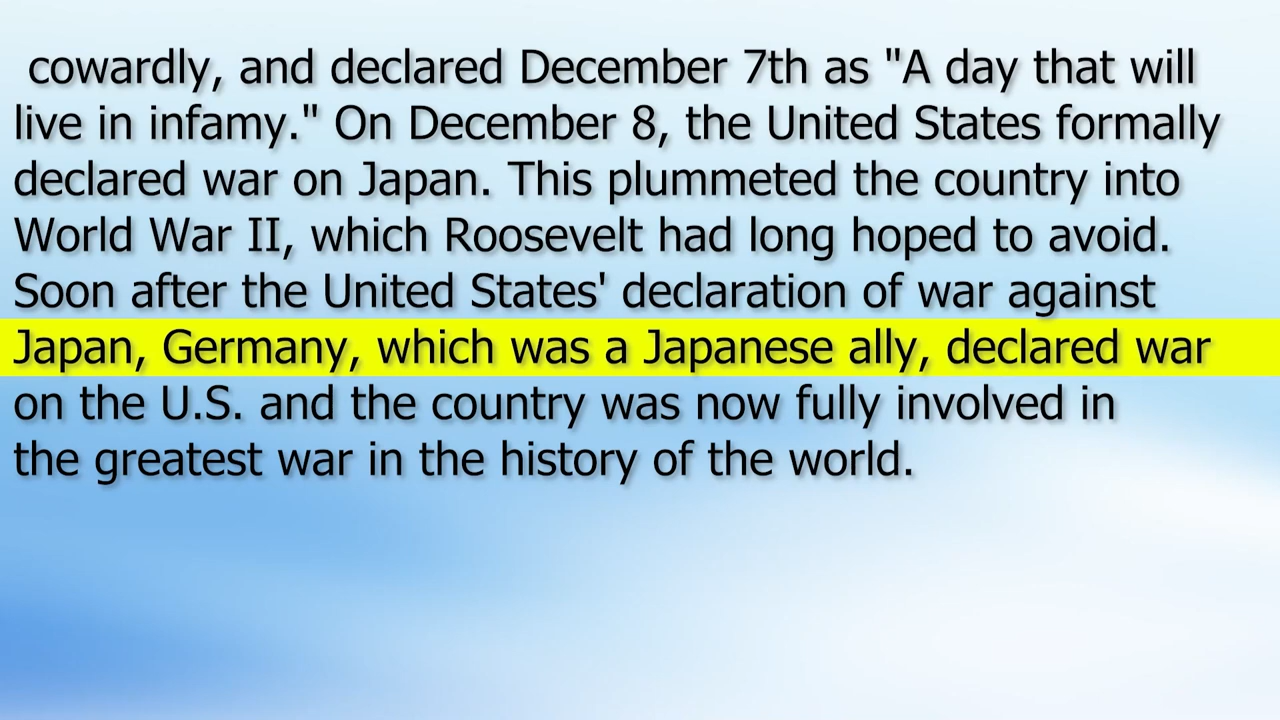 cowardly, and declared December 7th as "A day that will
live in infamy." On December 8, the United States formally
declared war on Japan. This plummeted the country into
World War II, which Roosevelt had long hoped to avoid.
Soon after the United States' declaration of war against
Japan, Germany, which was a Japanese ally, declared war
on the U.S. and the country was now fully involved in
the greatest war in the history of the world.